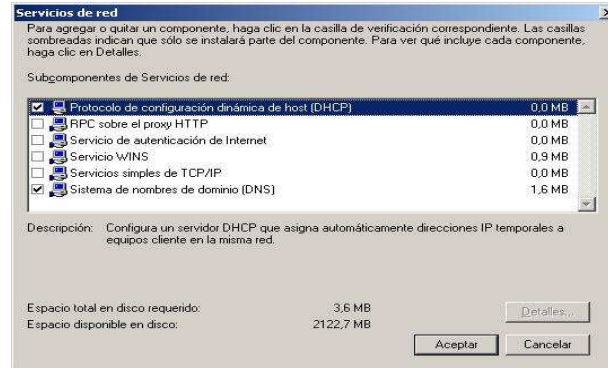 Servicios de red
Para agregar o quitar un componente, haga clic en la casilla de verificación correspondiente. Las casillas
sombreadas indican que sólo se instalará parte del componente. Para ver qué incluye cada componente,
haga clic en Detalles.
Subcomponentes de Servicios de red:
Protocolo de configuración dinámica de host (DHCP) 0,0 MB
RPC sobre el proxy HTTP 0,0 MB
Servicio de autenticación de Internet 0,0 MB
Servicio WINS 0,9 MB
Servicios simples de TCP/IP 0,0 MB
Sistema de nombres de dominio (DNS) 1,6 MB
Descripción: Configura un servidor DHCP que asigna automáticamente direcciones IP temporales a
equipos cliente en la misma red.
Espacio total en disco requerido: 3,6 MB
Detalles...
Espacio disponible en disco: 2122,7 MB
Aceptar Cancelar